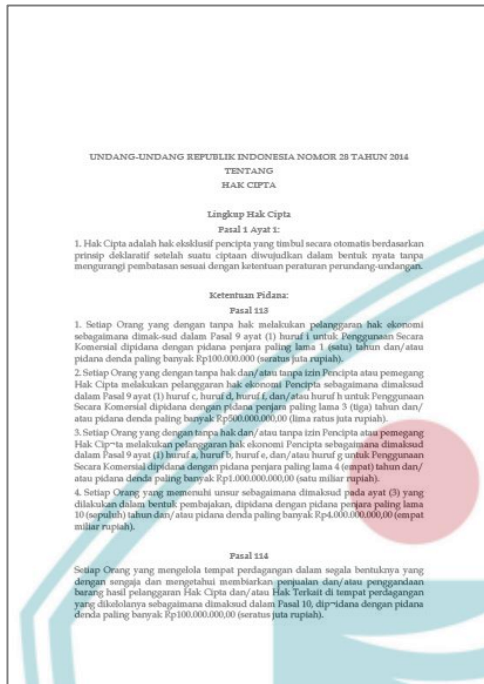 UNDANG-UNDANG REPUBLIK INDONESIA NOMOR 28 TAHUN 2014
TENTANG
HAK CIPTA
Lingkup Hak Cipta
Pasal 1 Ayat 1:
1. Hak Cipta adalah hak eksklusif pencipta yang timbul secara otomatis berdasarkan
prinsip deklaratif setelah suatu ciptaan diwujudkan dalam bentuk nyata tanpa
mengurangi pembatasan sesuai dengan ketentuan peraturan perundang-undangan.
Ketentuan Pidana:
Pasal 113
1. Setiap Orang yang dengan tanpa hak melakukan pelanggaran hak ekonomi
sebagaimana dimak-sud dalam Pasal 9 ayat (1) huruf i untuk Penggunaan Secara
Komersial dipidana dengan pidana penjara paling lama 1 (satu) tahun dan/atau
pidana denda paling banyak Rp100.000.000 (seratus juta rupiah).
2. Setiap Orang yang dengan tanpa hak dan/atau tanpa izin Pencipta atau pemegang
Hak Cipta melakukan pelanggaran hak ekonomi Pencipta sebagaimana dimaksud
dalam Pasal 9 ayat (1) huruf c, huruf d, huruf f, dan/atau huruf h untuk Penggunaan
Secara Komersial dipidana dengan pidana penjara paling lama 3 (tiga) tahun dan/
atau pidana denda paling banyak Rp500.000.000,00 (lima ratus juta rupiah).
3. Setiap Orang yang dengan tanpa hak dan/atau tanpa izin Pencipta atau pemegang
Hak Cip¬ta melakukan pelanggaran hak ekonomi Pencipta sebagaimana dimaksud
dalam Pasal 9 ayat (1) huruf a, huruf b, huruf e, dan/atau huruf g untuk Penggunaan
Secara Komersial dipidana dengan pidana penjara paling lama 4 (empat) tahun dan/
atau pidana denda paling banyak Rp1.000.000.000,00 (satu miliar rupiah).
4. Setiap Orang yang memenuhi unsur sebagaimana dimaksud pada ayat (3) yang
dilakukan dalam bentuk pembajakan, dipidana dengan pidana penjara paling lama
10 (sepuluh) tahun dan/atau pidana denda paling banyak Rp4.000.000.000,00 (empat
miliar rupiah).
Pasal 114
Setiap Orang yang mengelola tempat perdagangan dalam segala bentuknya yang
dengan sengaja dan mengetahui membiarkan penjualan dan/atau penggandaan
barang hasil pelanggaran Hak Cipta dan/atau Hak Terkait di tempat perdagangan
yang dikelolanya sebagaimana dimaksud dalam Pasal 10, dip¬idana dengan pidana
denda paling banyak Rp100.000.000,00 (seratus juta rupiah).